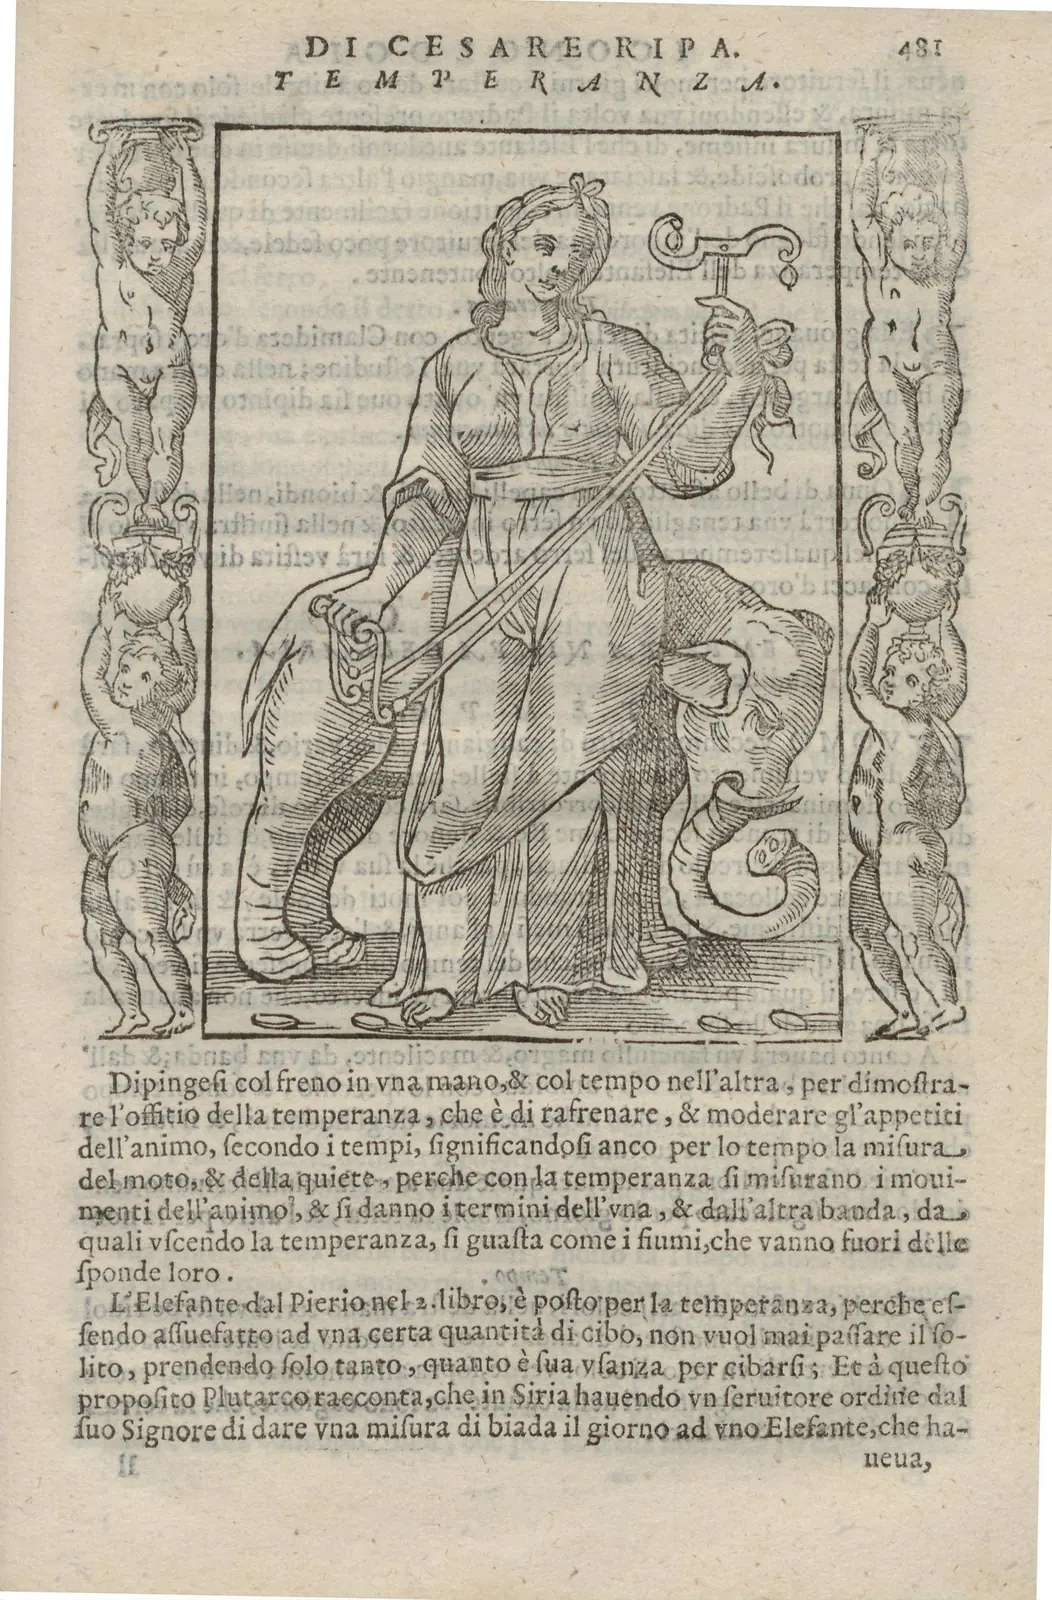 DI CESARE RIPA. 481
TEMPERANZA.
Dipingeſi col freno in vna mano,& col tempo nell'altra, per dimoſtra-
re l'offitio della temperanza, che è di rafrenare, & moderare gl'appetiti
dell'animo, ſecondo i tempi, ſignificandoſi anco per lo tempo la miſura
del moto, & della quiete, perche con la temperanza ſi miſurano i moui-
menti dell'animo, & ſi danno i termini dell'vna, & dall'altra banda, da
quali vſcendo la temperanza, ſi guaſta come i fiumi,che vanno fuori delle
ſponde loro.
L'Elefante dal Pierio nel 2. libro, è poſto per la temperanza, perche eſ-
ſendo aſſuefatto ad vna certa quantità di cibo, non vuol mai paſſare il ſo-
lito, prendendo ſolo tanto, quanto è ſua vſanza per cibarſi; Et à queſto
propoſito Plutarco racconta,che in Siria hauendo vn ſeruitore ordine dal
ſuo Signore di dare vna miſura di biada il giorno ad vno Elefante,che ha-
ueua,